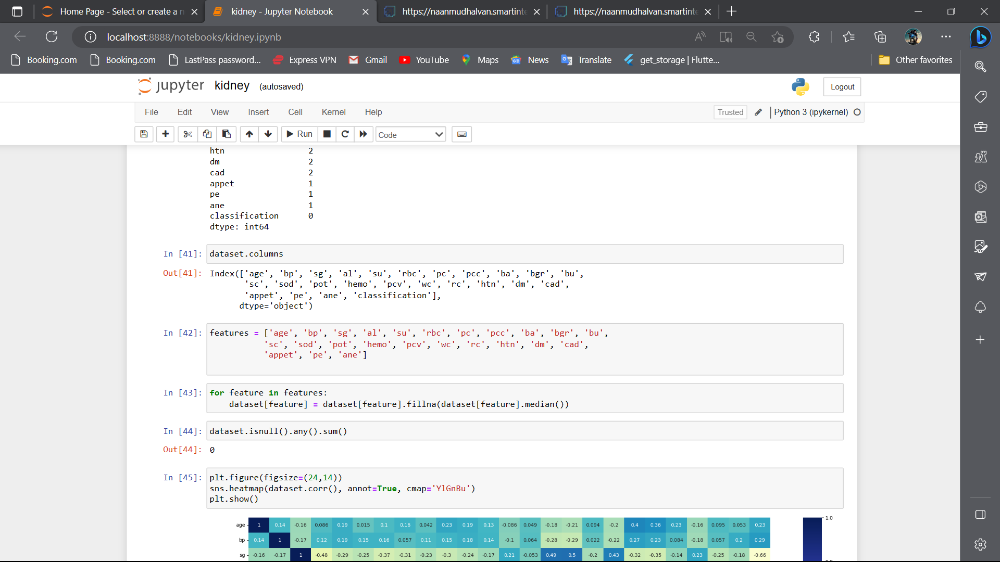 Home Page - Select or create a n
kidney - Jupyter Notebook
https://naanmudhalvan.smartinte
https://naanmudhalvan.smartinte
localhost:8888/notebooks/kidney.ipynb
Booking.com
Booking.com
LastPass password...
Express VPN
Gmail
YouTube
Maps
News
Translate
get_storage | Flutte...
Other favorites
jupyter kidney (autosaved)
Logout
File Edit View Insert Cell Kernel Help
Trusted
Python 3 (ipykernel)
Run
Code
htn 2
dm 2
cad 2
appet 1
pe 1
ane 1
classification 0
dtype: int64
In [41]: dataset.columns
Out[41]: Index(['age', 'bp', 'sg', 'al', 'su', 'rbc', 'pc', 'pcc', 'ba', 'bgr', 'bu',
'sc', 'sod', 'pot', 'hemo', 'pcv', 'wc', 'rc', 'htn', 'dm', 'cad',
'appet', 'pe', 'ane', 'classification'],
dtype='object')
In [42]: features = ['age', 'bp', 'sg', 'al', 'su', 'rbc', 'pc', 'pcc', 'ba', 'bgr', 'bu',
'sc', 'sod', 'pot', 'hemo', 'pcv', 'wc', 'rc', 'htn', 'dm', 'cad',
'appet', 'pe', 'ane']
In [43]: for feature in features:
dataset[feature] = dataset[feature].fillna(dataset[feature].median())
In [44]: dataset.isnull().any().sum()
Out[44]: 0
In [45]: plt.figure(figsize=(24,14))
sns.heatmap(dataset.corr(), annot=True, cmap='YlGnBu')
plt.show()
age 1 0.14 -0.16 0.086 0.19 0.015 0.1 0.16 0.042 0.23 0.19 0.13 -0.086 0.049 -0.18 -0.21 0.094 -0.2 0.4 0.36 0.23 -0.16 0.095 0.053 0.23 1.0
bp 0.14 1 -0.17 0.12 0.19 0.15 0.16 0.057 0.11 0.15 0.18 0.14 -0.1 0.064 -0.28 -0.29 0.022 -0.22 0.27 0.23 0.084 -0.18 0.057 0.2 0.29
sg -0.16 -0.17 1 -0.48 -0.29 -0.25 -0.37 -0.31 -0.23 -0.3 -0.24 -0.17 0.21 -0.053 0.49 0.5 -0.2 0.43 -0.32 -0.35 -0.14 0.23 -0.25 -0.18 -0.66